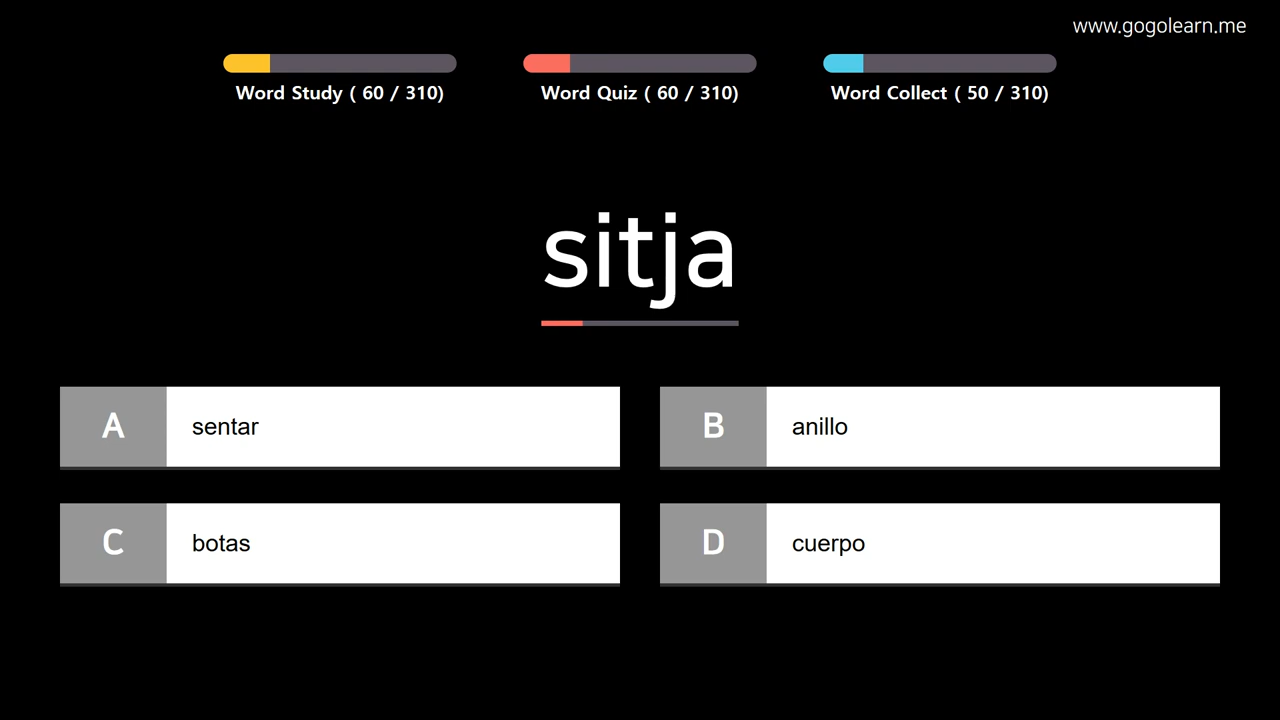 www.gogolearn.me
Word Study ( 60 / 310)
Word Quiz ( 60 / 310)
Word Collect ( 50 / 310)
sitja
A
sentar
B
anillo
C
botas
D
cuerpo